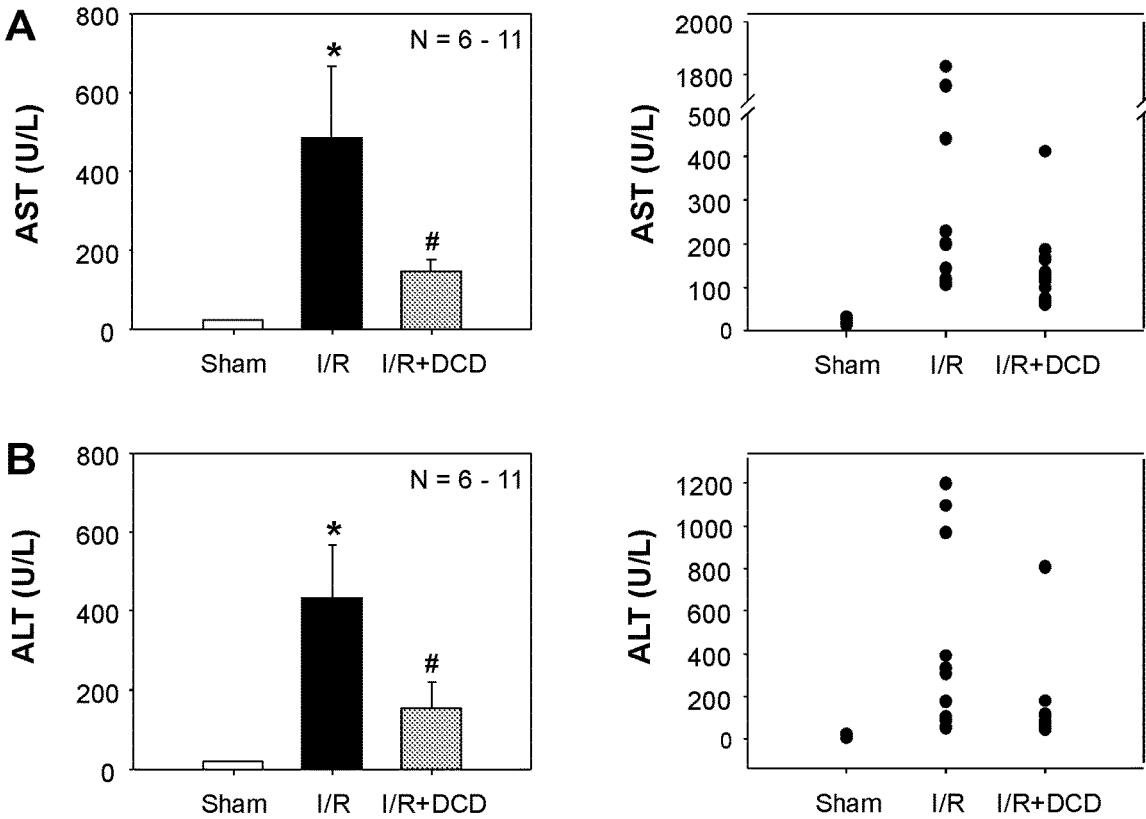 A
AST (U/L)
800
600
400
200
0
N = 6 - 11
*
#
Sham I/R I/R+DCD
AST (U/L)
2000
1800
500
400
300
200
100
0
Sham I/R I/R+DCD
B
ALT (U/L)
800
600
400
200
0
N = 6 - 11
*
#
Sham I/R I/R+DCD
ALT (U/L)
1200
1000
800
600
400
200
0
Sham I/R I/R+DCD